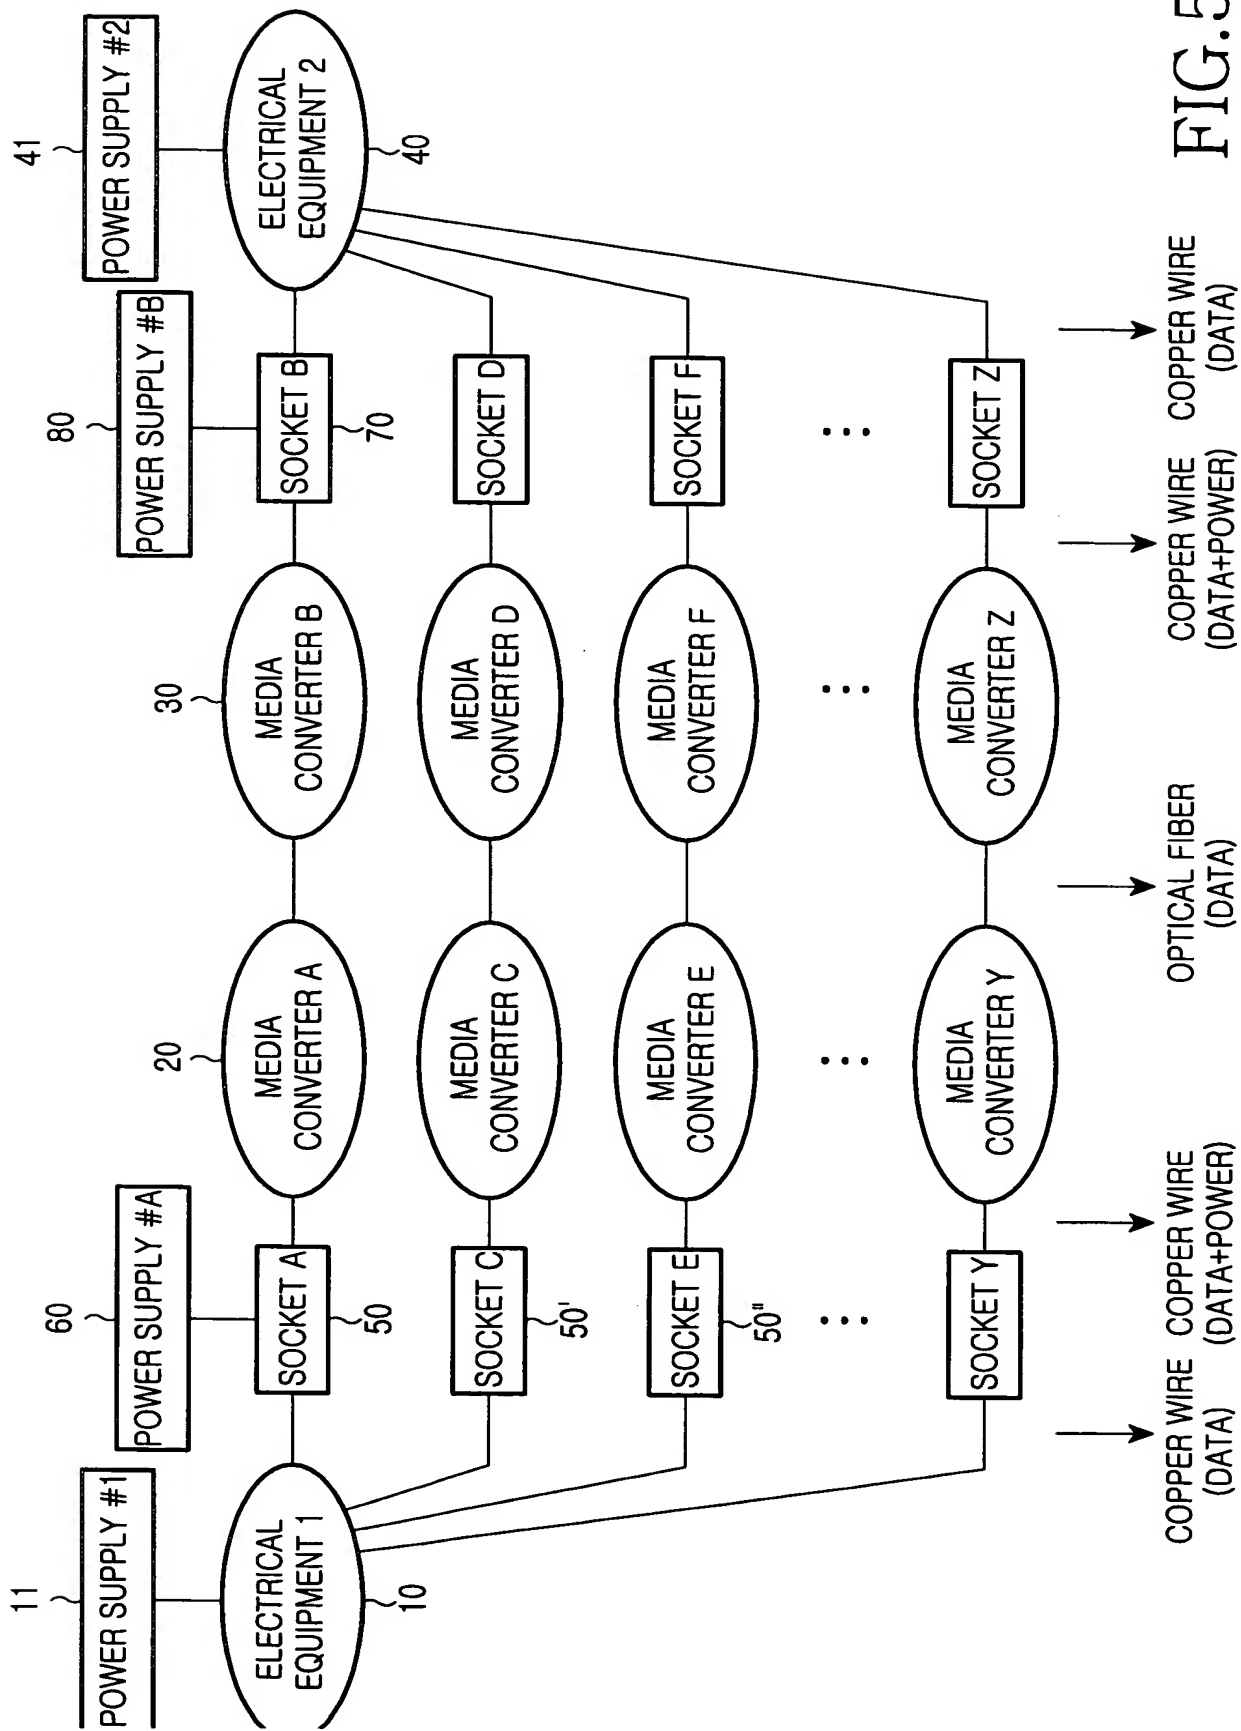 11
POWER SUPPLY #1
ELECTRICAL
EQUIPMENT 1
10
60
POWER SUPPLY #A
SOCKET A
50
20
MEDIA
CONVERTER A
30
MEDIA
CONVERTER B
80
POWER SUPPLY #B
SOCKET B
70
41
POWER SUPPLY #2
ELECTRICAL
EQUIPMENT 2
40
SOCKET C
50'
MEDIA
CONVERTER C
MEDIA
CONVERTER D
SOCKET D
SOCKET E
50"
MEDIA
CONVERTER E
MEDIA
CONVERTER F
SOCKET F
...
...
...
...
SOCKET Y
MEDIA
CONVERTER Y
MEDIA
CONVERTER Z
SOCKET Z
COPPER WIRE
(DATA)
COPPER WIRE
(DATA+POWER)
OPTICAL FIBER
(DATA)
COPPER WIRE
(DATA+POWER)
COPPER WIRE
(DATA)
FIG.5